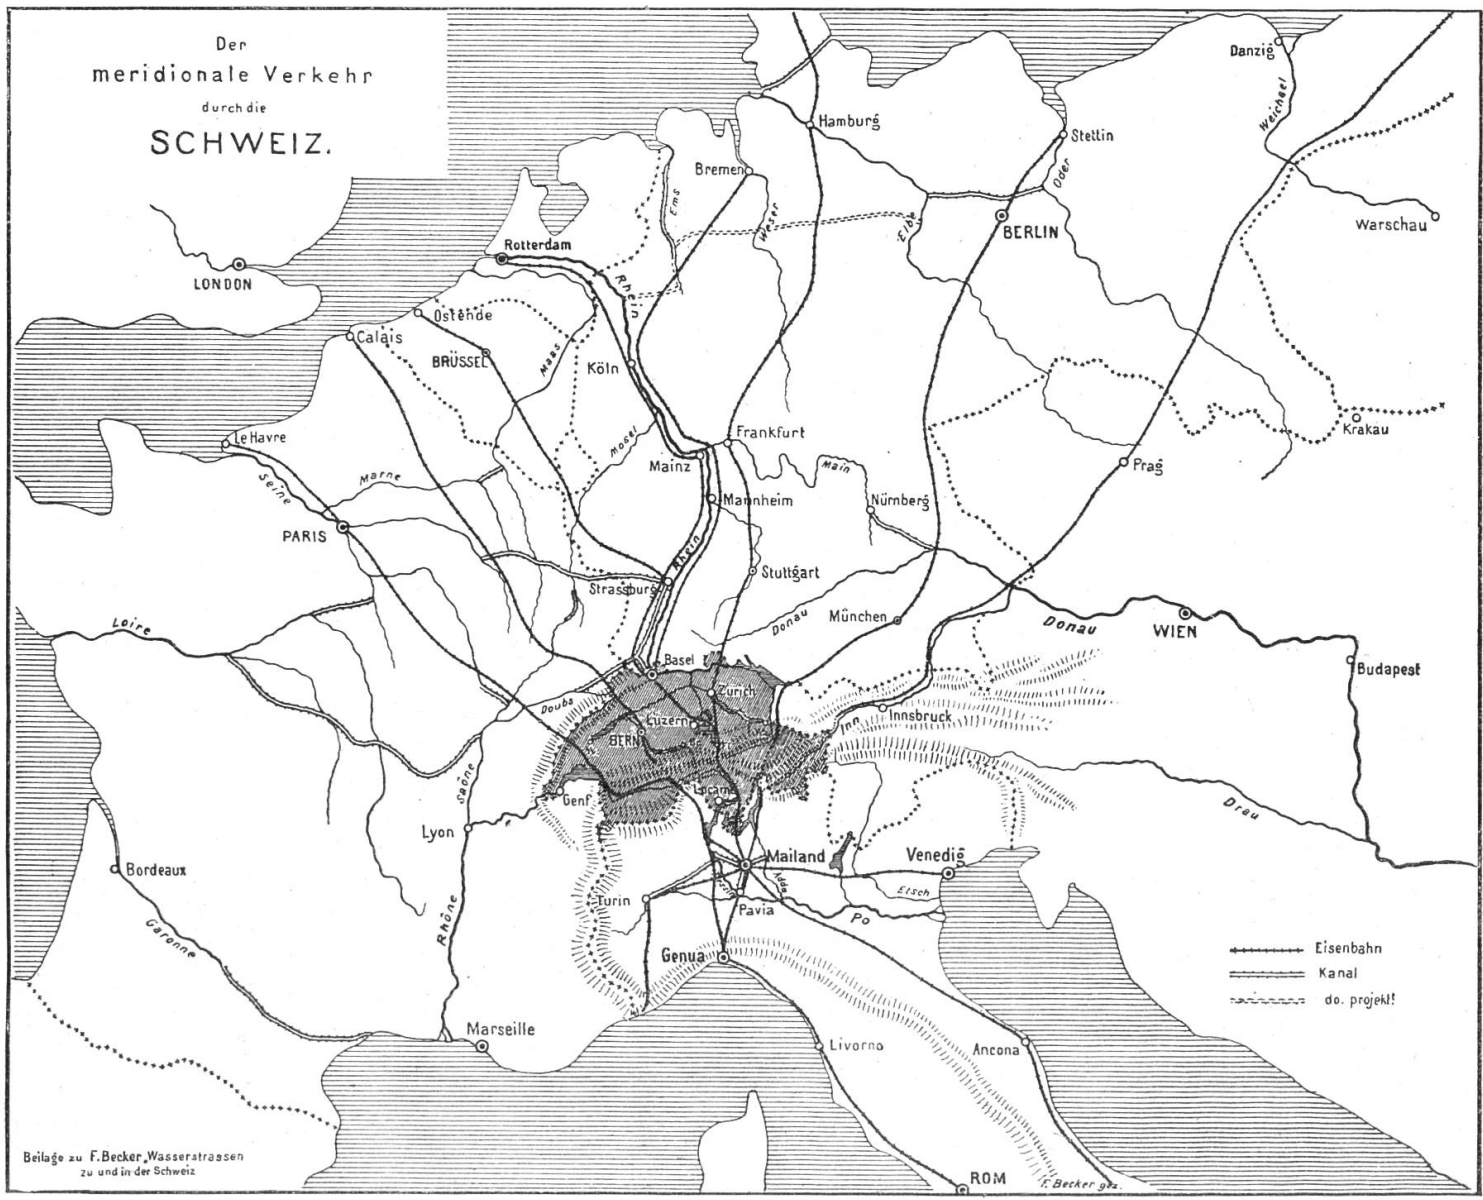 Der
meridionale Verkehr
durch die
SCHWEIZ.
Danzig
Weichsel
Hamburg
Stettin
Bremen
Ems
Weser
Oder
Elbe
BERLIN
Warschau
Rotterdam
LONDON
Rhein
Ostende
Calais
BRÜSSEL
Maas
Köln
Krakau
Le Havre
Frankfurt
Mosel
Mainz
Main
Prag
Marne
Seine
Mannheim
Nürnberg
PARIS
Rhein
Stuttgart
Strassburg
München
Donau
Donau
WIEN
Loire
Basel
Budapest
Zürich
Doubs
Luzern
BERN
Inn
Innsbruck
Saône
Genf
Locarno
Drau
Lyon
Mailand
Venedig
Bordeaux
Adda
Etsch
Turin
Pavia
Po
Rhône
Garonne
Genua
Eisenbahn
Kanal
do. projekt!
Marseille
Livorno
Ancona
Beilage zu F. Becker „Wasserstrassen
zu und in der Schweiz
ROM
F. Becker gez.